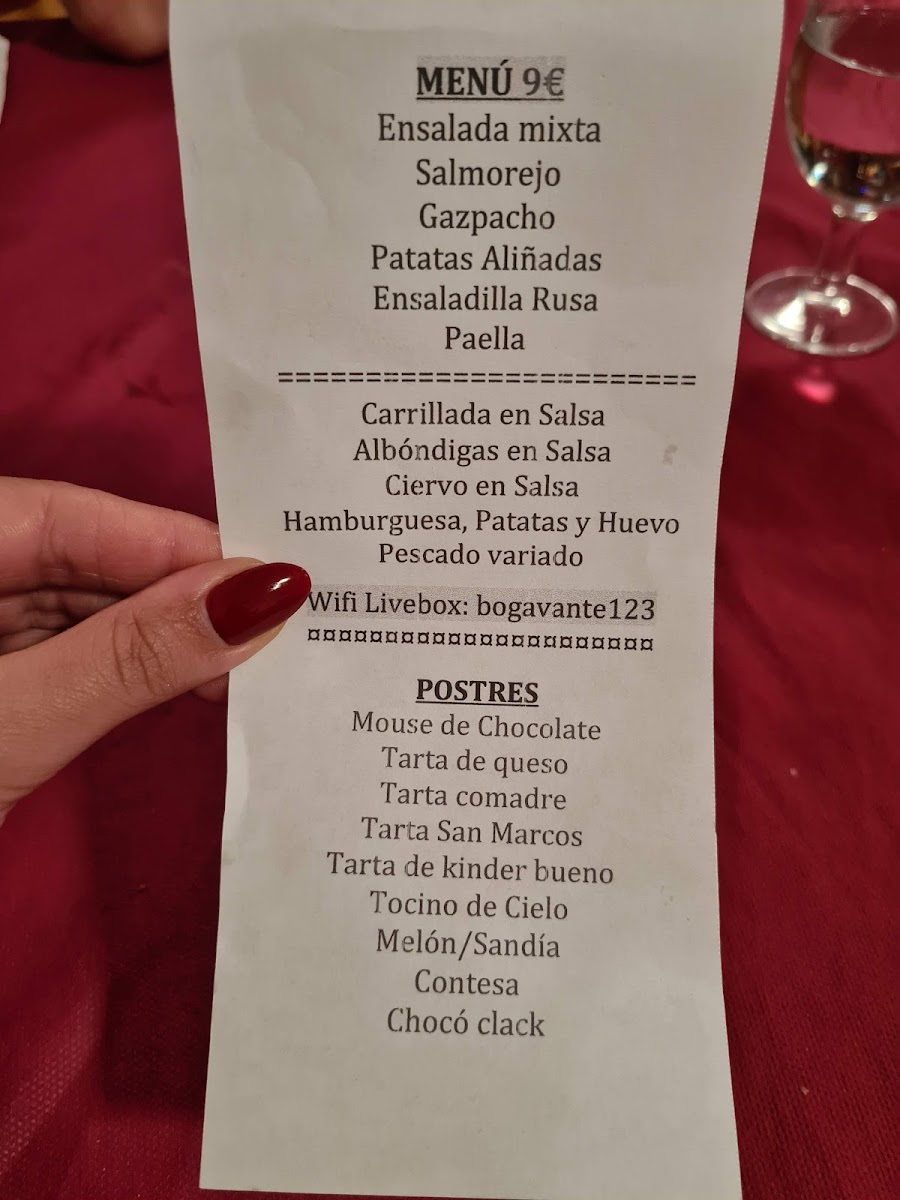 MENÚ 9€
Ensalada mixta
Salmorejo
Gazpacho
Patatas Aliñadas
Ensaladilla Rusa
Paella
========================
Carrillada en Salsa
Albóndigas en Salsa
Ciervo en Salsa
Hamburguesa, Patatas y Huevo
Pescado variado
Wifi Livebox: bogavante123
¤¤¤¤¤¤¤¤¤¤¤¤¤¤¤¤¤¤¤¤¤¤¤
POSTRES
Mouse de Chocolate
Tarta de queso
Tarta comadre
Tarta San Marcos
Tarta de kinder bueno
Tocino de Cielo
Melón/Sandía
Contesa
Chocó clack